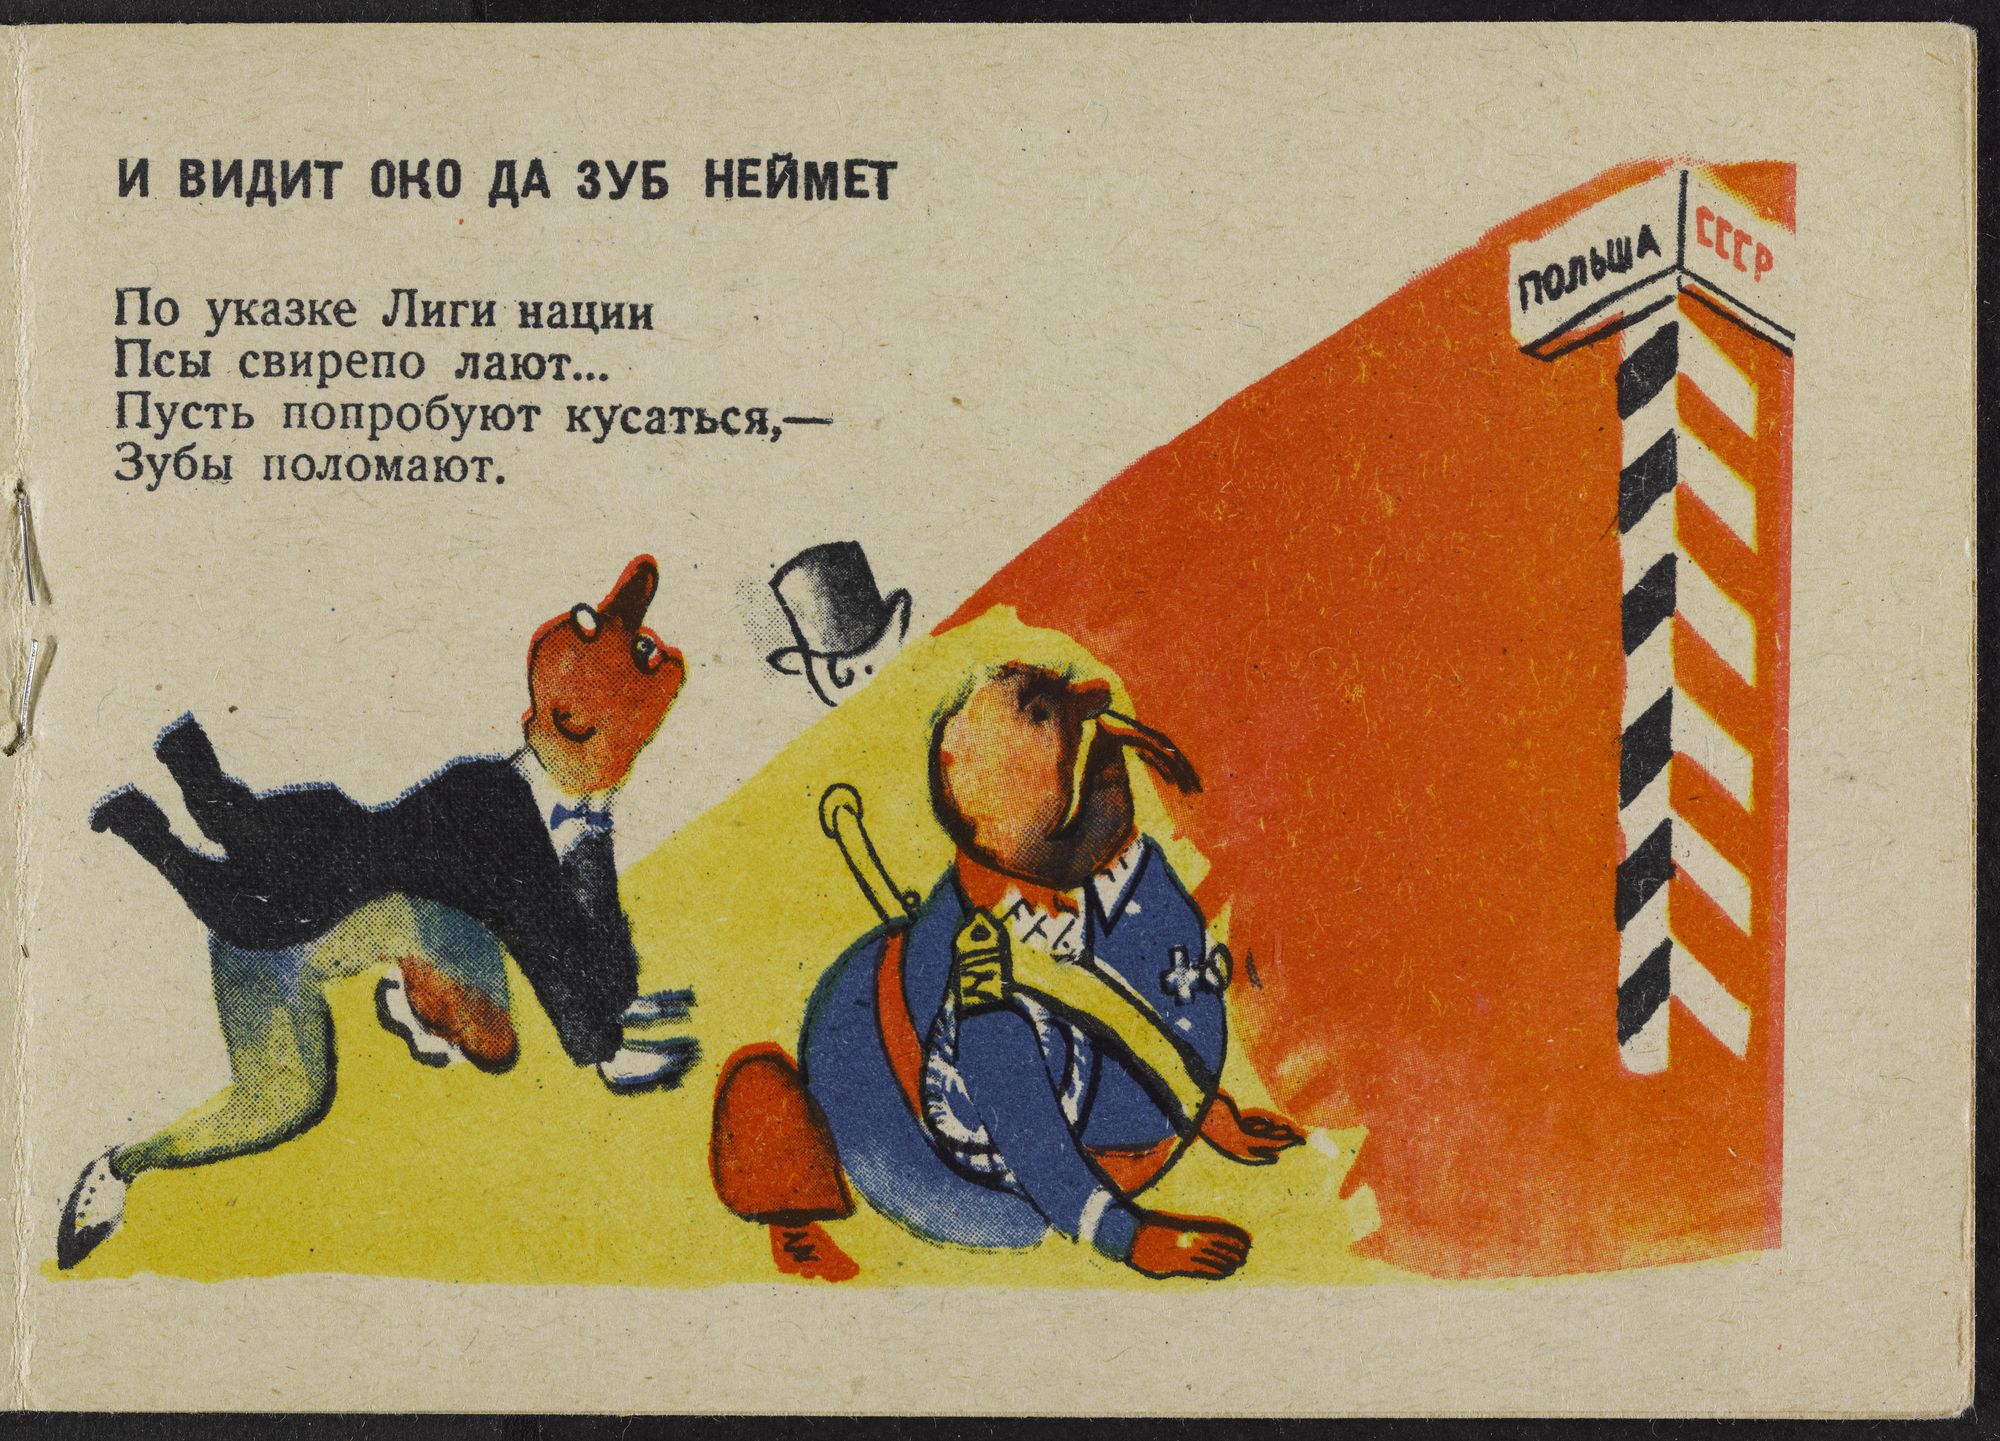 И ВИДИТ ОКО ДА ЗУБ НЕЙМЕТ
По указке Лиги нации
Псы свирепо лают...
Пусть попробуют кусаться,—
Зубы поломают.
ПОЛЬША
СССР